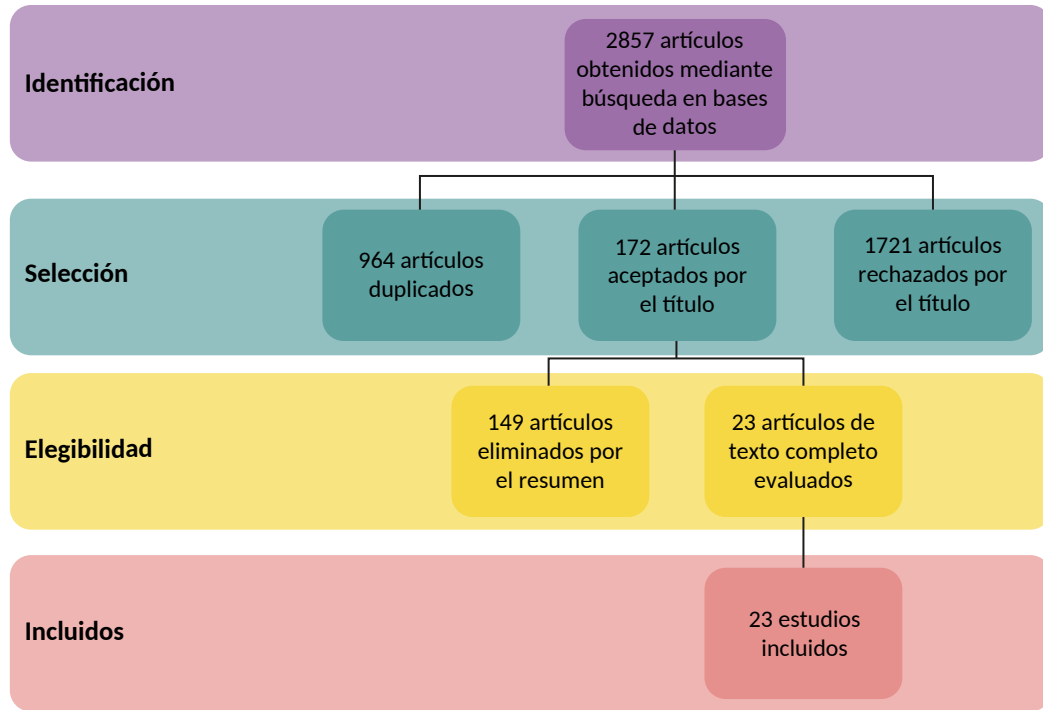 Identificación
2857 artículos
obtenidos mediante
búsqueda en bases
de datos
Selección
964 artículos
duplicados
172 artículos
aceptados por
el título
1721 artículos
rechazados por
el título
Elegibilidad
149 artículos
eliminados por
el resumen
23 artículos de
texto completo
evaluados
Incluidos
23 estudios
incluidos